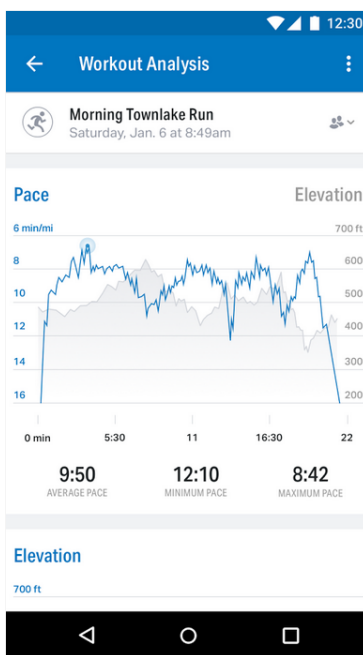 12:30
Workout Analysis
Morning Townlake Run
Saturday, Jan. 6 at 8:49am
Pace Elevation
6 min/mi 700 ft
8 600
10 500
12 400
14 300
16 200
0 min 5:30 11 16:30 22
9:50 12:10 8:42
AVERAGE PACE MINIMUM PACE MAXIMUM PACE
Elevation
700 ft